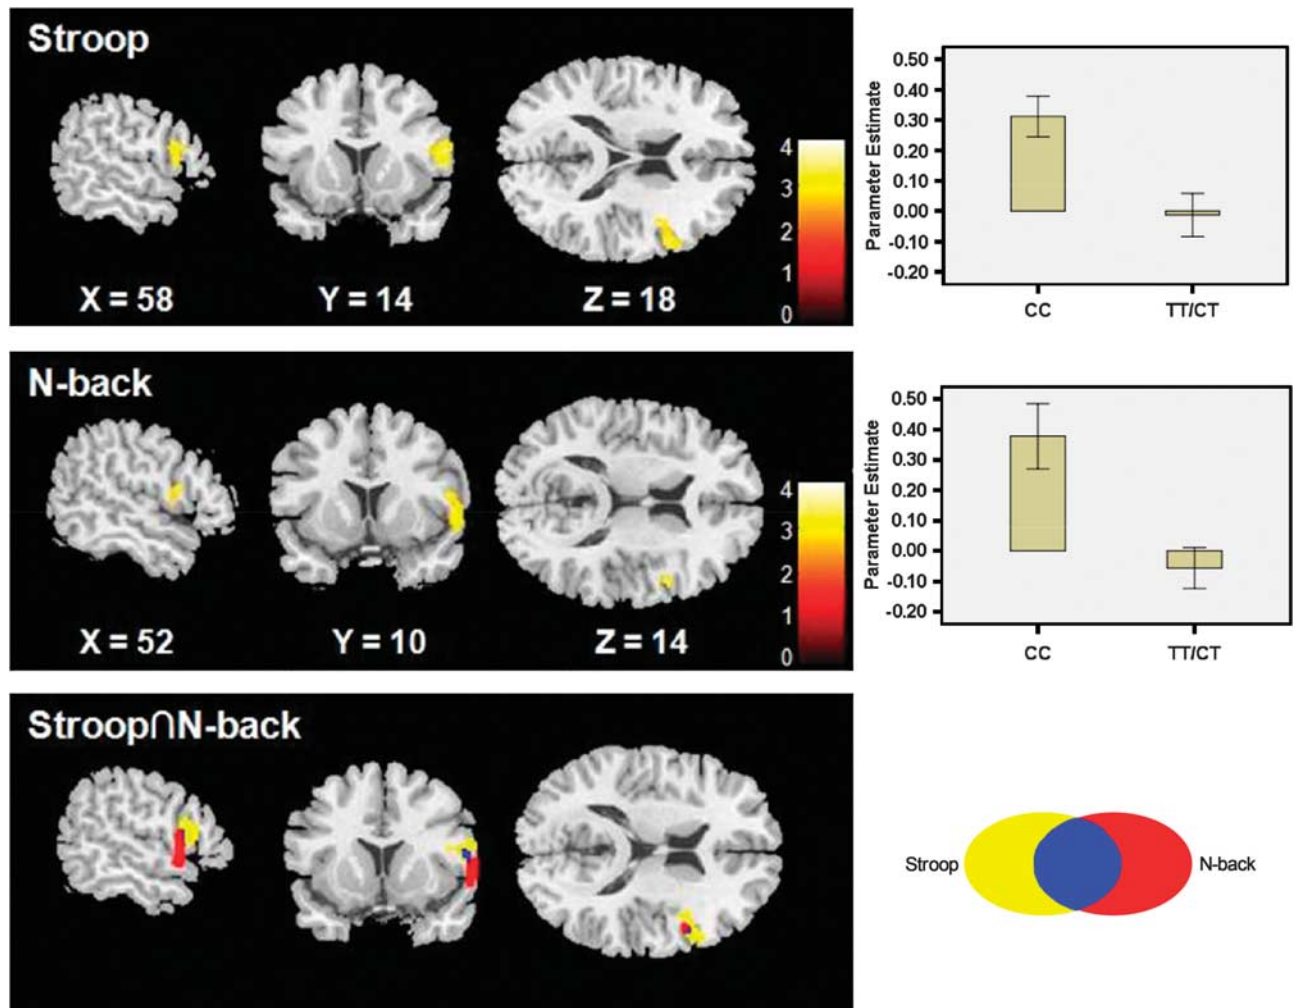 Stroop
X = 58
Y = 14
Z = 18
4
3
2
1
0
Parameter Estimate
0.50
0.40
0.30
0.20
0.10
0.00
-0.10
-0.20
CC
TT/CT
N-back
X = 52
Y = 10
Z = 14
4
3
2
1
0
Parameter Estimate
0.50
0.40
0.30
0.20
0.10
0.00
-0.10
-0.20
CC
TT/CT
Stroop∩N-back
Stroop
N-back